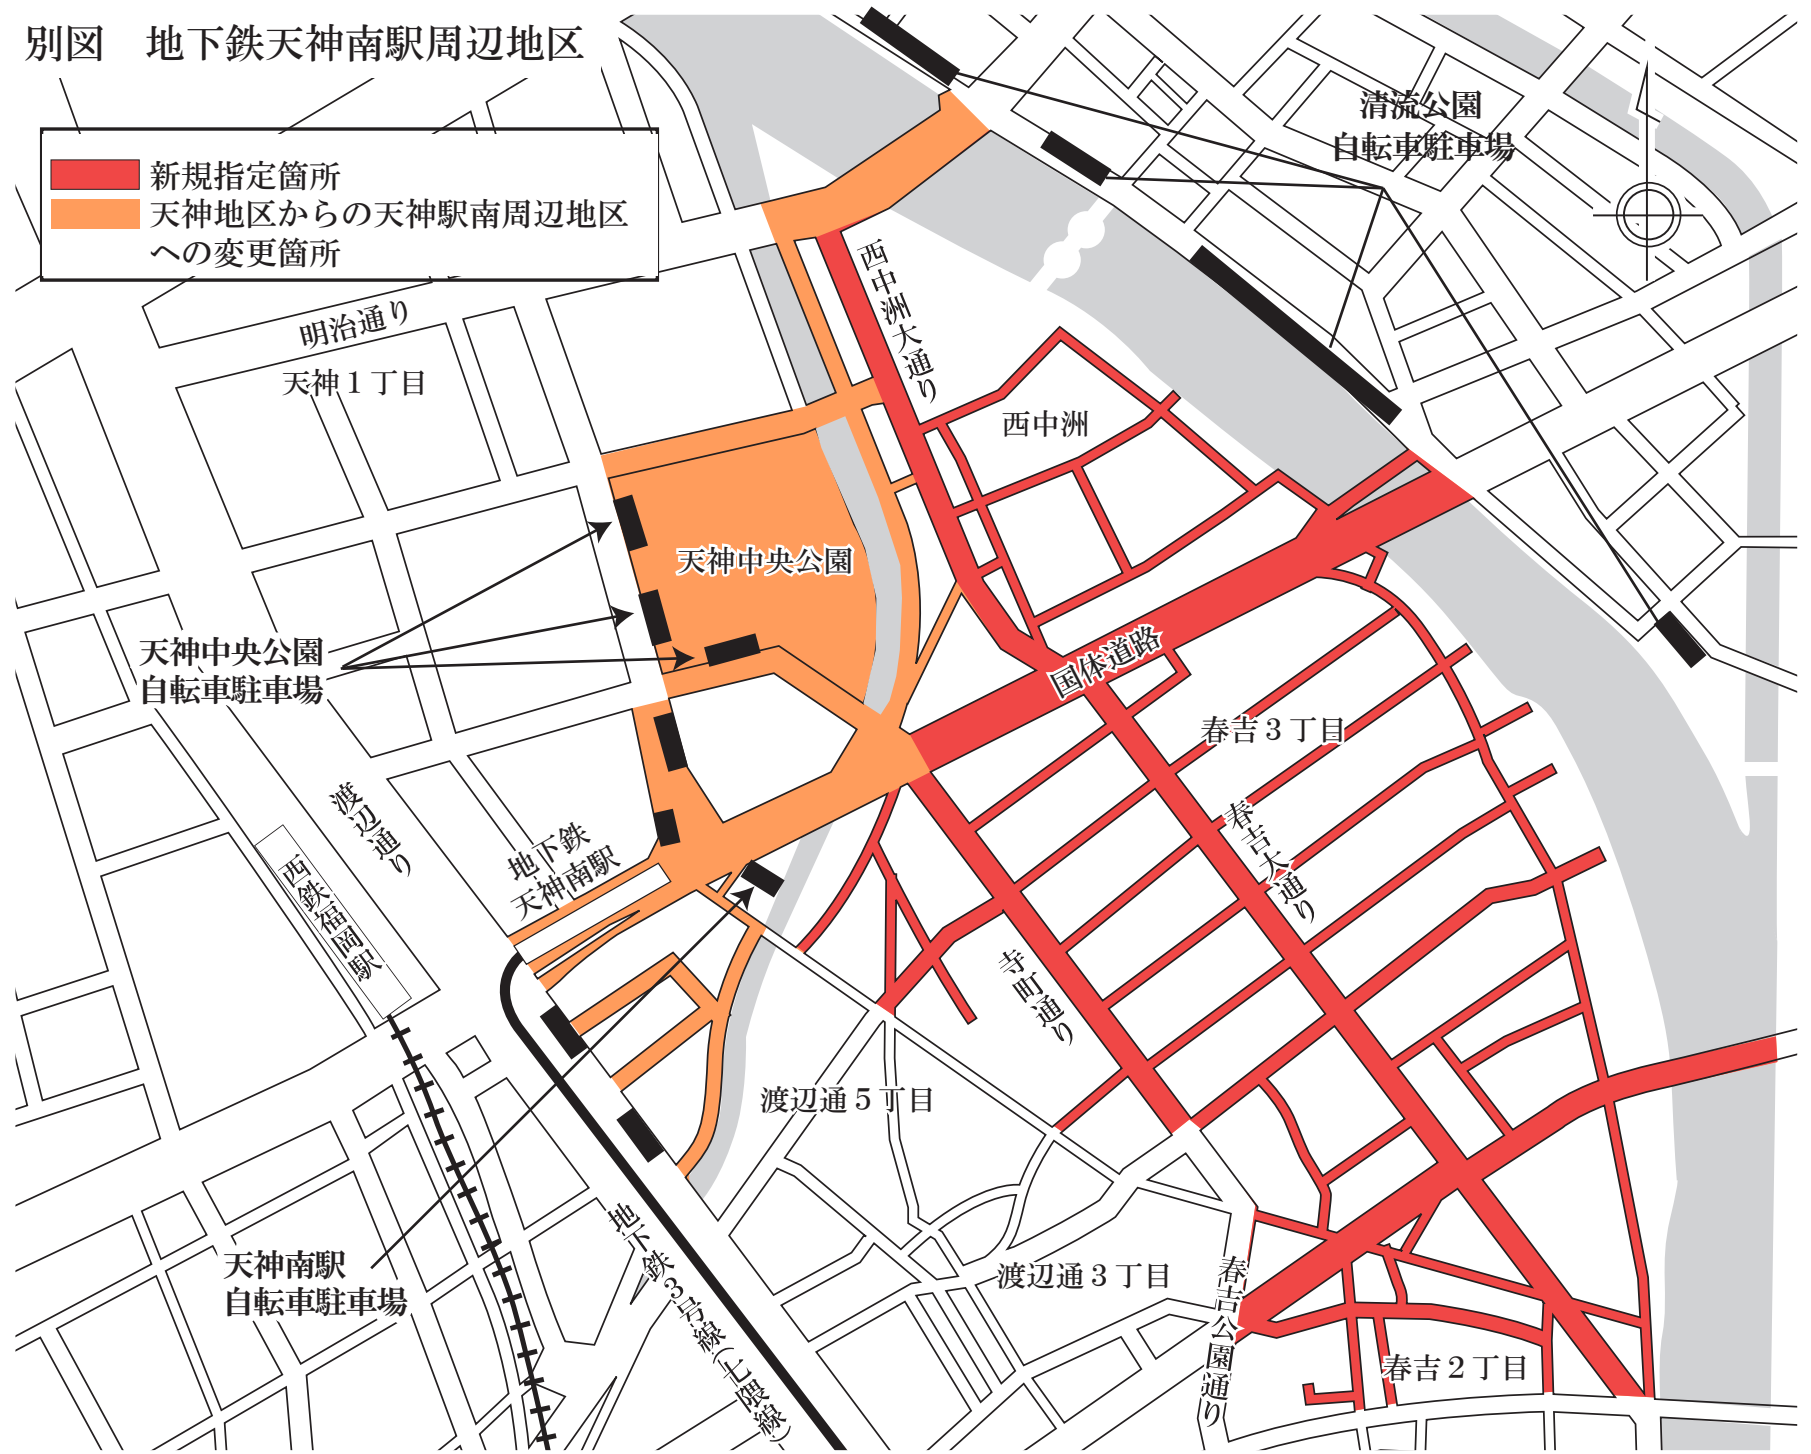 別図　地下鉄天神南駅周辺地区
新規指定箇所
天神地区からの天神駅南周辺地区
への変更箇所
清流公園
自転車駐車場
明治通り
天神１丁目
西中洲大通り
西中洲
天神中央公園
天神中央公園
自転車駐車場
国体道路
春吉３丁目
渡辺通り
地下鉄
天神南駅
西鉄福岡駅
春吉大通り
寺町通り
渡辺通５丁目
天神南駅
自転車駐車場
地下鉄３号線（七隈線）
渡辺通３丁目
春吉公園通り
春吉２丁目